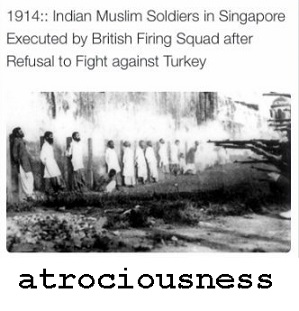 1914:: Indian Muslim Soldiers in Singapore
Executed by British Firing Squad after
Refusal to Fight against Turkey
atrociousness